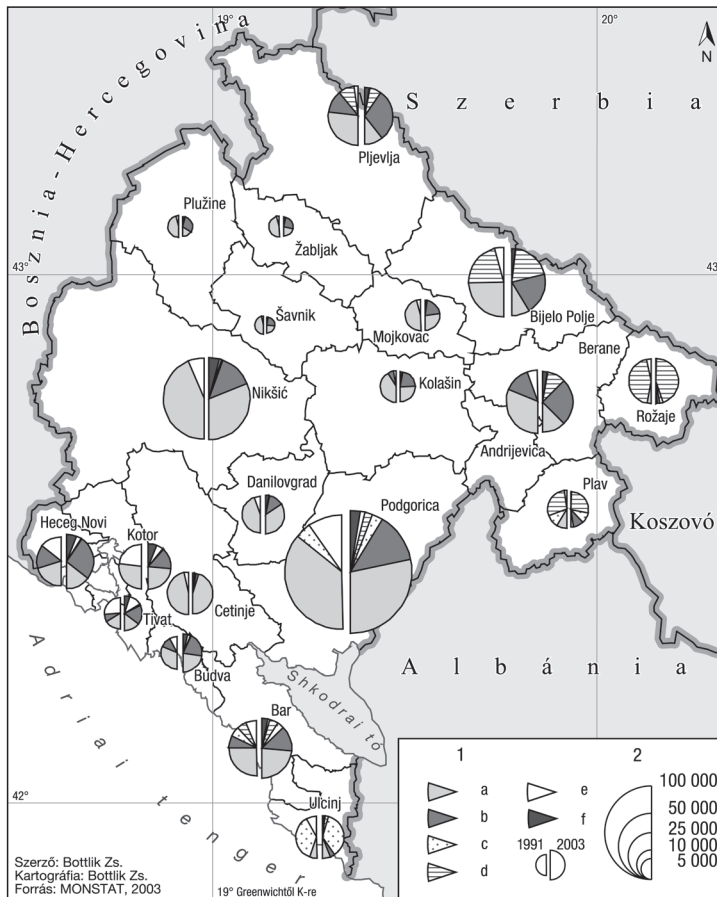 19°
20°
N
Bosznia-Hercegovina
Szerbia
Pljevlja
Plužine
Žabljak
43°
43°
Šavnik
Mojkovac
Bijelo Polje
Berane
Nikšić
Kolašin
Rožaje
Andrijevica
Danilovgrad
Podgorica
Plav
Koszovó
Heceg Novi
Kotor
Cetinje
Tivat
Budva
Albánia
Adriai tenger
Shkodrai tó
Bar
1
2
a
e
100 000
50 000
b
f
25 000
10 000
5 000
c
1991
2003
d
42°
Ulcinj
Szerző: Bottlik Zs.
Kartográfia: Bottlik Zs.
Forrás: MONSTAT, 2003
19° Greenwichtől K-re